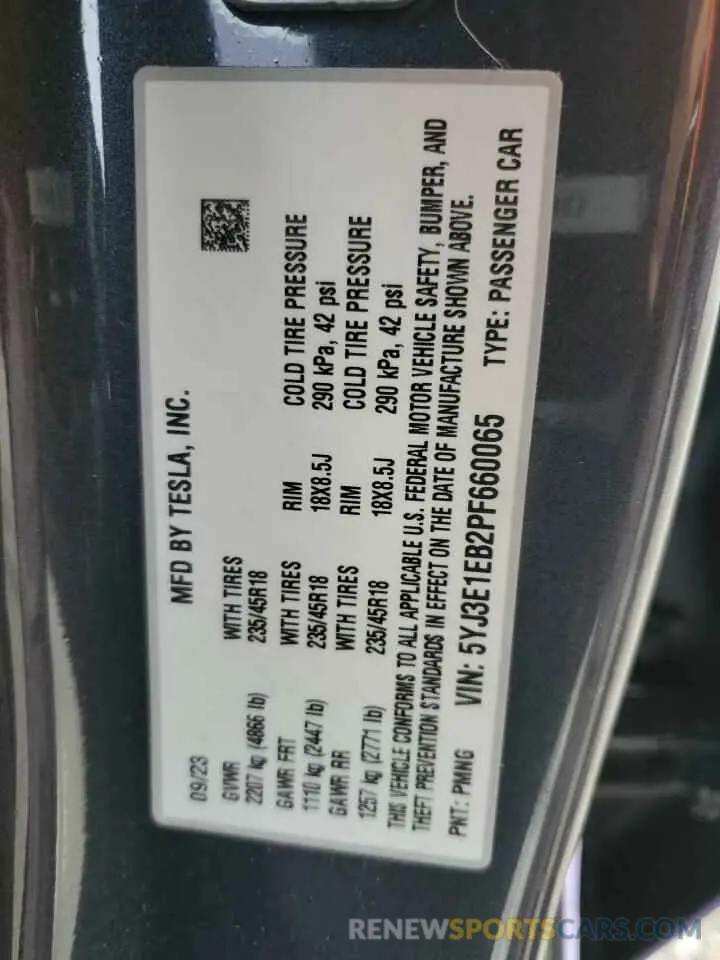 MFD BY TESLA, INC.
09/23
GVWR WITH TIRES
2207 kg (4866 lb) 235/45R18
GAWR FRT WITH TIRES RIM COLD TIRE PRESSURE
1110 kg (2447 lb) 235/45R18 18X8.5J 290 kPa, 42 psi
GAWR RR WITH TIRES RIM COLD TIRE PRESSURE
1257 kg (2771 lb) 235/45R18 18X8.5J 290 kPa, 42 psi
THIS VEHICLE CONFORMS TO ALL APPLICABLE U.S. FEDERAL MOTOR VEHICLE SAFETY, BUMPER, AND
THEFT PREVENTION STANDARDS IN EFFECT ON THE DATE OF MANUFACTURE SHOWN ABOVE.
PNT: PMNG VIN: 5YJ3E1EB2PF660065 TYPE: PASSENGER CAR
RENEWSPORTSCARS.COM